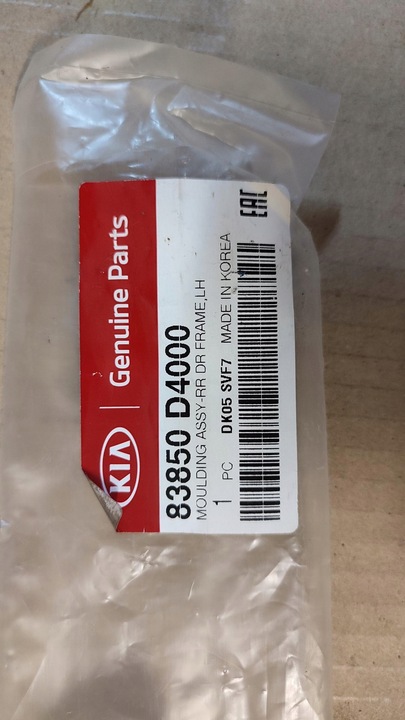 KIA | Genuine Parts
83850 D4000
MOULDING ASSY-RR DR FRAME,LH
1 PC DK05 SVF7 MADE IN KOREA
EAC